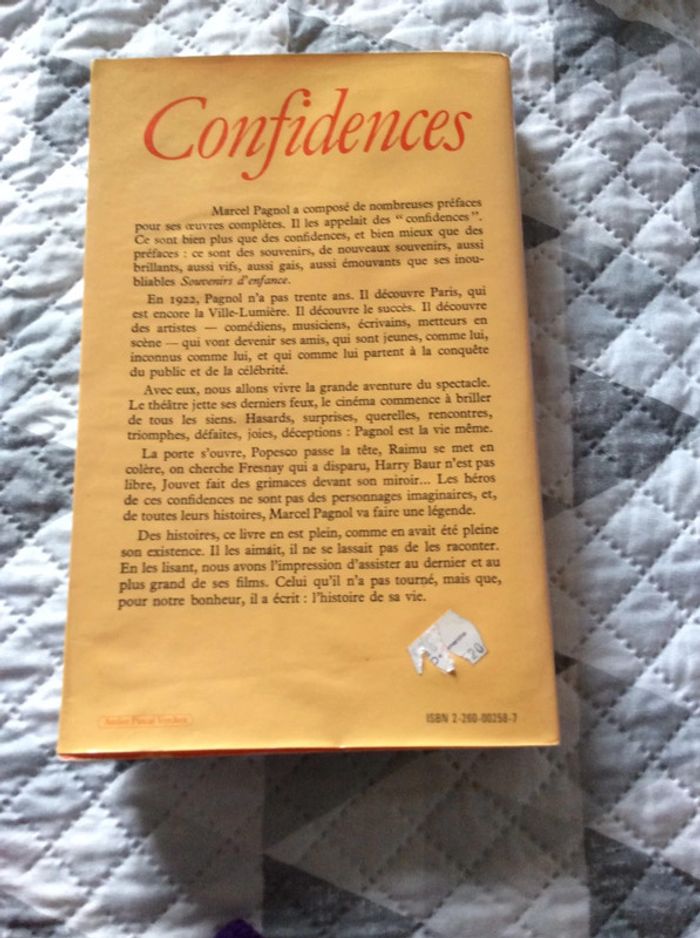 Confidences
Marcel Pagnol a composé de nombreuses préfaces
pour ses œuvres complètes. Il les appelait des “ confidences ”.
Ce sont bien plus que des confidences, et bien mieux que des
préfaces : ce sont des souvenirs, de nouveaux souvenirs, aussi
brillants, aussi vifs, aussi gais, aussi émouvants que ses inou-
bliables Souvenirs d'enfance.
En 1922, Pagnol n'a pas trente ans. Il découvre Paris, qui
est encore la Ville-Lumière. Il découvre le succès. Il découvre
des artistes — comédiens, musiciens, écrivains, metteurs en
scène — qui vont devenir ses amis, qui sont jeunes, comme lui,
inconnus comme lui, et qui comme lui partent à la conquête
du public et de la célébrité.
Avec eux, nous allons vivre la grande aventure du spectacle.
Le théâtre jette ses derniers feux, le cinéma commence à briller
de tous les siens. Hasards, surprises, querelles, rencontres,
triomphes, défaites, joies, déceptions : Pagnol est la vie même.
La porte s'ouvre, Popesco passe la tête, Raimu se met en
colère, on cherche Fresnay qui a disparu, Harry Baur n'est pas
libre, Jouvet fait des grimaces devant son miroir... Les héros
de ces confidences ne sont pas des personnages imaginaires, et,
de toutes leurs histoires, Marcel Pagnol va faire une légende.
Des histoires, ce livre en est plein, comme en avait été pleine
son existence. Il les aimait, il ne se lassait pas de les raconter.
En les lisant, nous avons l'impression d'assister au dernier et au
plus grand de ses films. Celui qu'il n'a pas tourné, mais que,
pour notre bonheur, il a écrit : l'histoire de sa vie.
20
Atelier Pascal Vercken
ISBN 2-260-00258-7